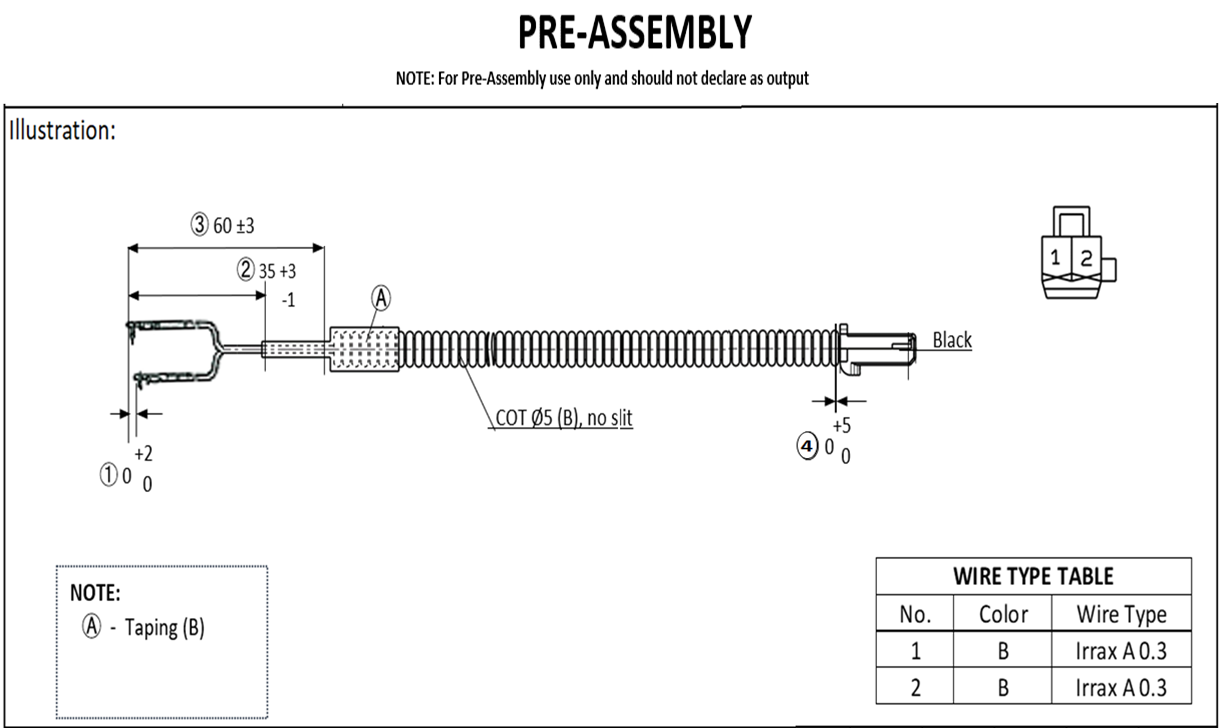 PRE-ASSEMBLY
NOTE: For Pre-Assembly use only and should not declare as output
Illustration:
③ 60 ±3
② 35 +3
-1
Ⓐ
1 2
Black
COT Ø5 (B), no slit
+5
④ 0 0
+2
① 0 0
NOTE:
Ⓐ - Taping (B)
WIRE TYPE TABLE
No. Color Wire Type
1 B Irrax A 0.3
2 B Irrax A 0.3